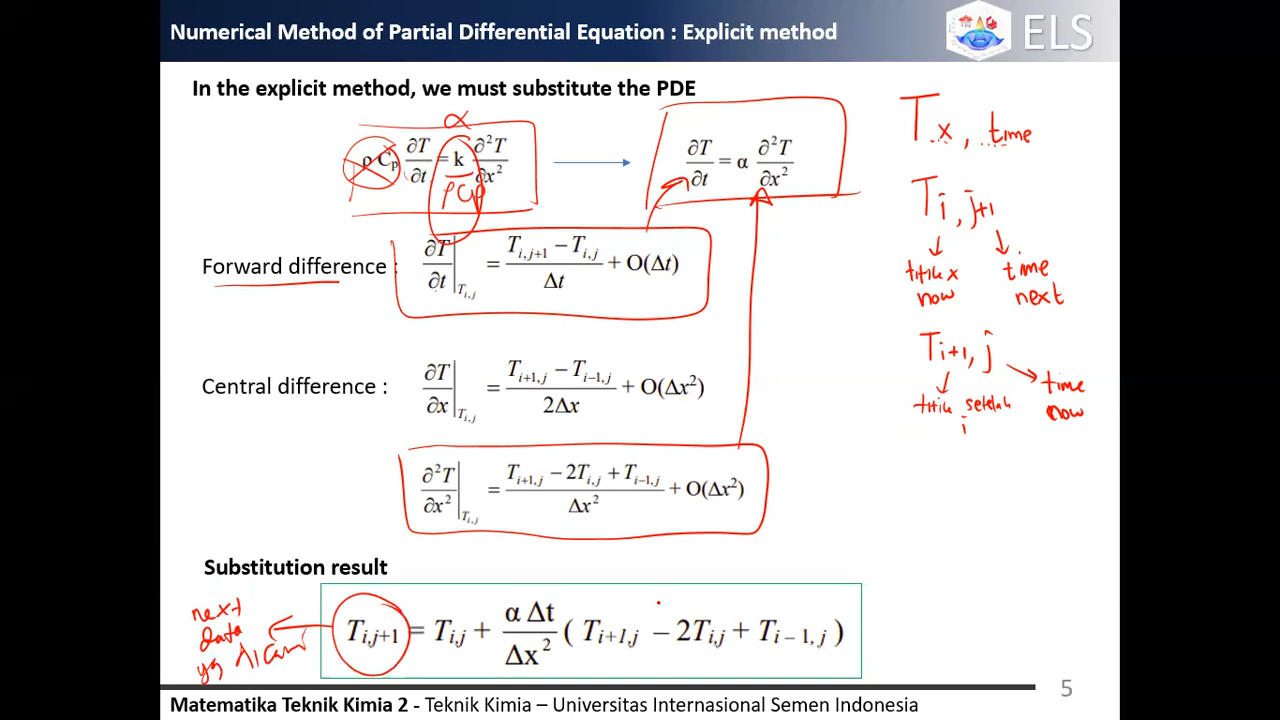 Numerical Method of Partial Differential Equation : Explicit method
ELS
In the explicit method, we must substitute the PDE
α
ρ Cp ∂T/∂t = k ∂²T/∂x²
ρCp
∂T/∂t = α ∂²T/∂x²
T x, time
T i, j+1
titik x now
time next
T i+1, j
titik setelah i
time now
Forward difference :
∂T/∂t |Ti,j = (Ti,j+1 − Ti,j)/Δt + O(Δt)
Central difference :
∂T/∂x |Ti,j = (Ti+1,j − Ti−1,j)/2Δx + O(Δx²)
∂²T/∂x² |Ti,j = (Ti+1,j − 2Ti,j + Ti−1,j)/Δx² + O(Δx²)
Substitution result
next
data
yg dicari
Ti,j+1 = Ti,j + α Δt/Δx² ( Ti+1,j − 2Ti,j + Ti−1, j )
5
Matematika Teknik Kimia 2 - Teknik Kimia – Universitas Internasional Semen Indonesia